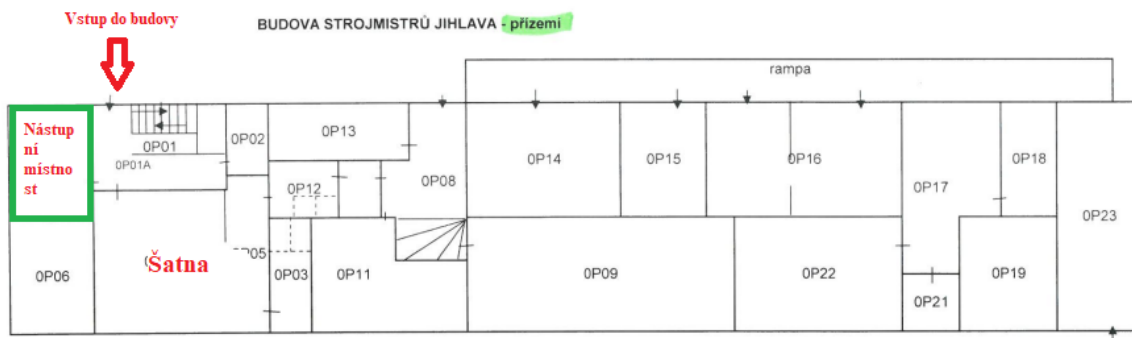 Vstup do budovy
BUDOVA STROJMISTRŮ JIHLAVA - přízemí
rampa
Nástup
ní
místno
st
0P01
0P01A
0P02
0P13
0P12
0P08
0P14
0P15
0P16
0P17
0P18
0P23
0P06
Šatna
0P03
0P11
0P09
0P22
0P21
0P19